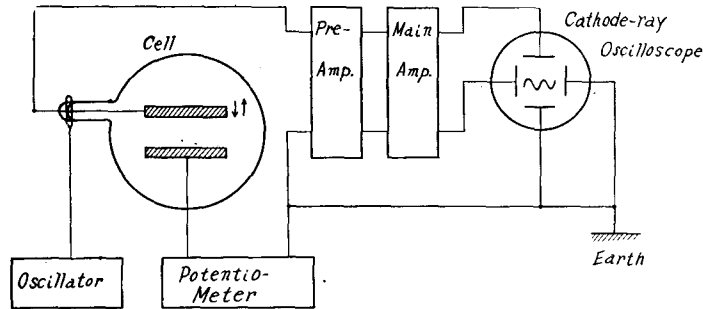 Cell
Pre-
Amp.
Main
Amp.
Cathode-ray
Oscilloscope
Earth
Oscillator
Potentio-
Meter